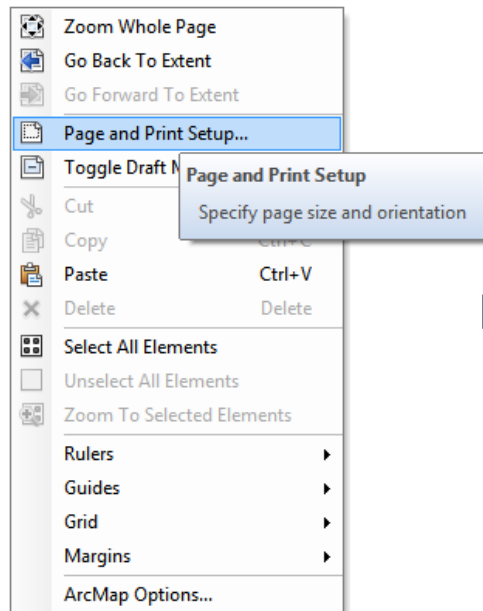 Zoom Whole Page
Go Back To Extent
Go Forward To Extent
Page and Print Setup...
Toggle Draft
Page and Print Setup
Specify page size and orientation
Cut
Copy Ctrl+C
Paste Ctrl+V
Delete Delete
Select All Elements
Unselect All Elements
Zoom To Selected Elements
Rulers
Guides
Grid
Margins
ArcMap Options...